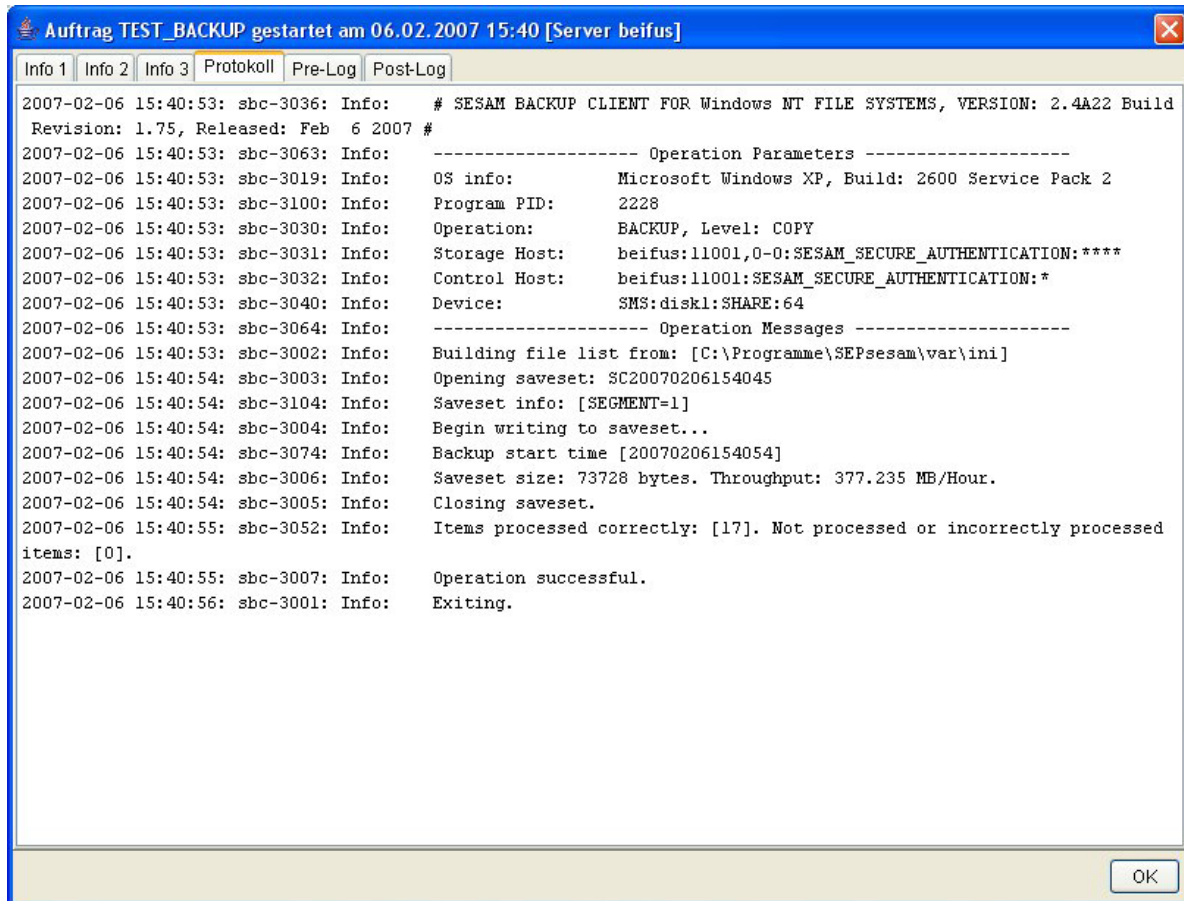 Auftrag TEST_BACKUP gestartet am 06.02.2007 15:40 [Server beifus]
Info 1 Info 2 Info 3 Protokoll Pre-Log Post-Log
2007-02-06 15:40:53: sbc-3036: Info: # SESAM BACKUP CLIENT FOR Windows NT FILE SYSTEMS, VERSION: 2.4A22 Build
Revision: 1.75, Released: Feb 6 2007 #
2007-02-06 15:40:53: sbc-3063: Info: -------------------- Operation Parameters --------------------
2007-02-06 15:40:53: sbc-3019: Info: OS info: Microsoft Windows XP, Build: 2600 Service Pack 2
2007-02-06 15:40:53: sbc-3100: Info: Program PID: 2228
2007-02-06 15:40:53: sbc-3030: Info: Operation: BACKUP, Level: COPY
2007-02-06 15:40:53: sbc-3031: Info: Storage Host: beifus:11001,0-0:SESAM_SECURE_AUTHENTICATION:****
2007-02-06 15:40:53: sbc-3032: Info: Control Host: beifus:11001:SESAM_SECURE_AUTHENTICATION:*
2007-02-06 15:40:53: sbc-3040: Info: Device: SMS:disk1:SHARE:64
2007-02-06 15:40:53: sbc-3064: Info: --------------------- Operation Messages ---------------------
2007-02-06 15:40:53: sbc-3002: Info: Building file list from: [C:\Programme\SEPsesam\var\ini]
2007-02-06 15:40:54: sbc-3003: Info: Opening saveset: SC20070206154045
2007-02-06 15:40:54: sbc-3104: Info: Saveset info: [SEGMENT=1]
2007-02-06 15:40:54: sbc-3004: Info: Begin writing to saveset...
2007-02-06 15:40:54: sbc-3074: Info: Backup start time [20070206154054]
2007-02-06 15:40:54: sbc-3006: Info: Saveset size: 73728 bytes. Throughput: 377.235 MB/Hour.
2007-02-06 15:40:54: sbc-3005: Info: Closing saveset.
2007-02-06 15:40:55: sbc-3052: Info: Items processed correctly: [17]. Not processed or incorrectly processed
items: [0].
2007-02-06 15:40:55: sbc-3007: Info: Operation successful.
2007-02-06 15:40:56: sbc-3001: Info: Exiting.
OK